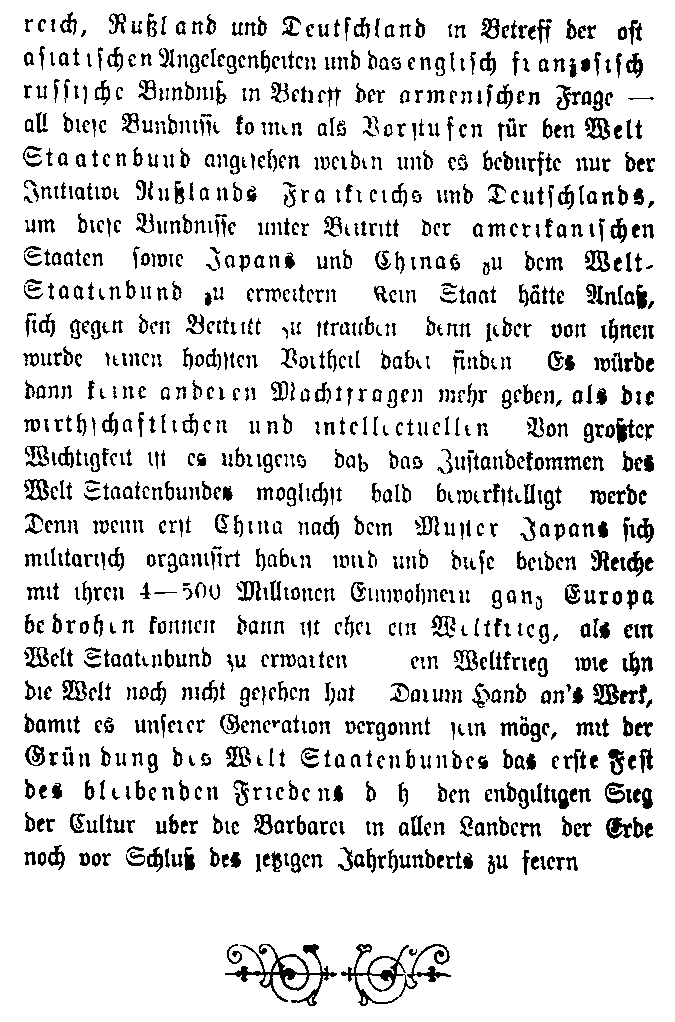 reich, Rußland und Deutschland in Betreff der ost
asiatischen Angelegenheiten und das englisch französisch
russische Bündniß in Betreff der armenischen Frage —
all diese Bündnisse können als Vorstufen für den Welt
Staatenbund angesehen werden und es bedürfte nur der
Initiative Rußlands Frankreichs und Deutschlands,
um diese Bündnisse unter Beitritt der amerikanischen
Staaten sowie Japans und Chinas zu dem Welt-
Staatenbund zu erweitern Kein Staat hätte Anlaß,
sich gegen den Beitritt zu sträuben denn jeder von ihnen
würde seinen höchsten Vortheil dabei finden Es würde
dann keine anderen Machtfragen mehr geben, als die
wirthschaftlichen und intellectuellen Von größter
Wichtigkeit ist es übrigens daß das Zustandekommen des
Welt Staatenbundes möglichst bald bewerkstelligt werde
Denn wenn erst China nach dem Muster Japans sich
militärisch organisirt haben wird und diese beiden Reiche
mit ihren 4—500 Millionen Einwohnern ganz Europa
bedrohen können dann ist eher ein Weltkrieg, als ein
Welt Staatenbund zu erwarten ein Weltkrieg wie ihn
die Welt noch nicht gesehen hat Darum Hand an's Werk,
damit es unserer Generation vergönnt sein möge, mit der
Gründung des Welt Staatenbundes das erste Fest
des bleibenden Friedens d h den endgiltigen Sieg
der Cultur über die Barbarei in allen Ländern der Erde
noch vor Schluß des jetzigen Jahrhunderts zu feiern